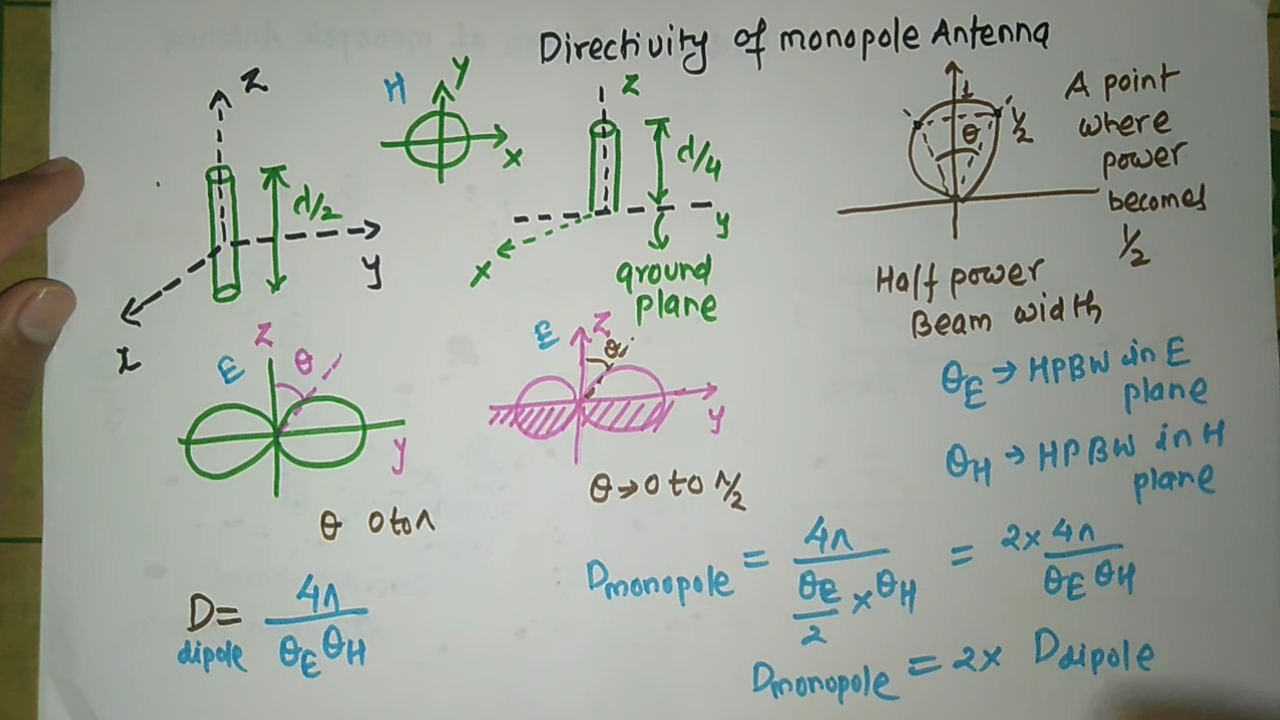 Directivity of monopole Antenna
z
d/2
y
x
H
y
x
z
d/4
y
x
ground
plane
θ
1/2
A point
where
power
becomes
1/2
Half power
Beam width
E
z
θ
y
θ 0 to π
E
z
θ
y
θ → 0 to π/2
θE → HPBW in E
plane
θH → HPBW in H
plane
D = 4π / θE θH
dipole
Dmonopole = 4π / (θE/2 × θH) = 2 × 4π / θE θH
Dmonopole = 2 × Ddipole